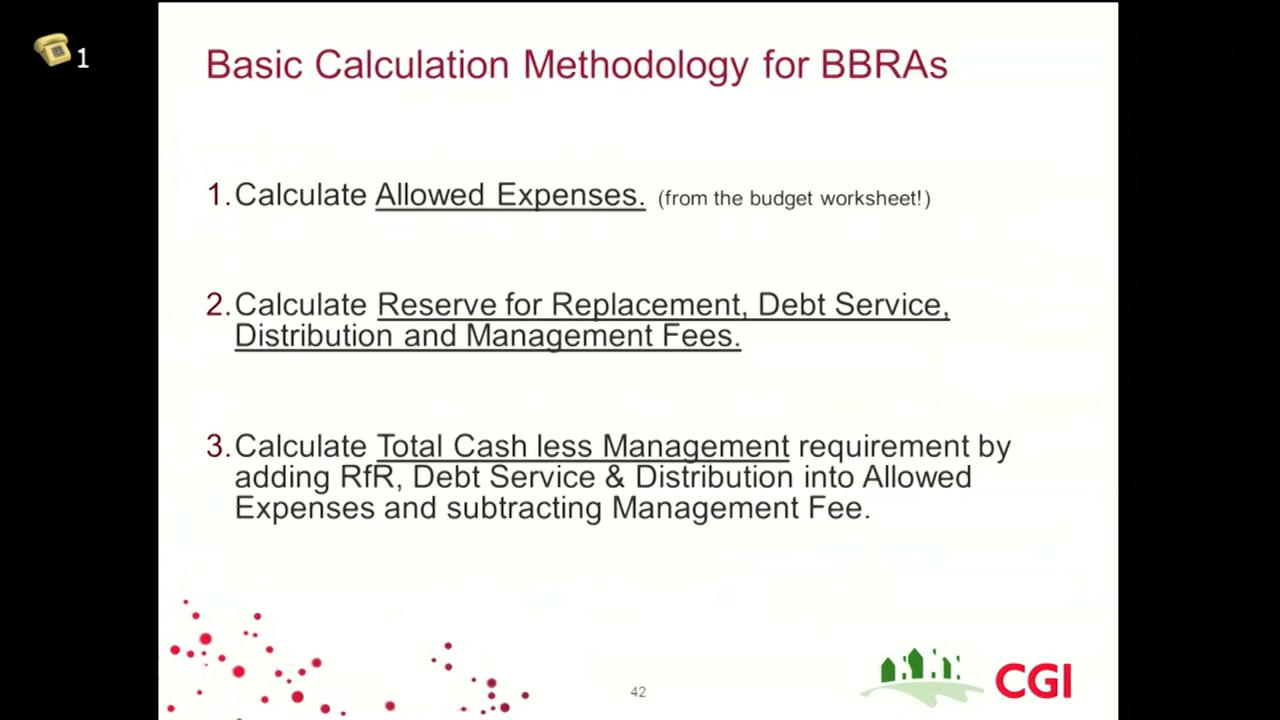 1
Basic Calculation Methodology for BBRAs
1. Calculate Allowed Expenses. (from the budget worksheet!)
2. Calculate Reserve for Replacement, Debt Service,
Distribution and Management Fees.
3. Calculate Total Cash less Management requirement by
adding RfR, Debt Service & Distribution into Allowed
Expenses and subtracting Management Fee.
42
CGI